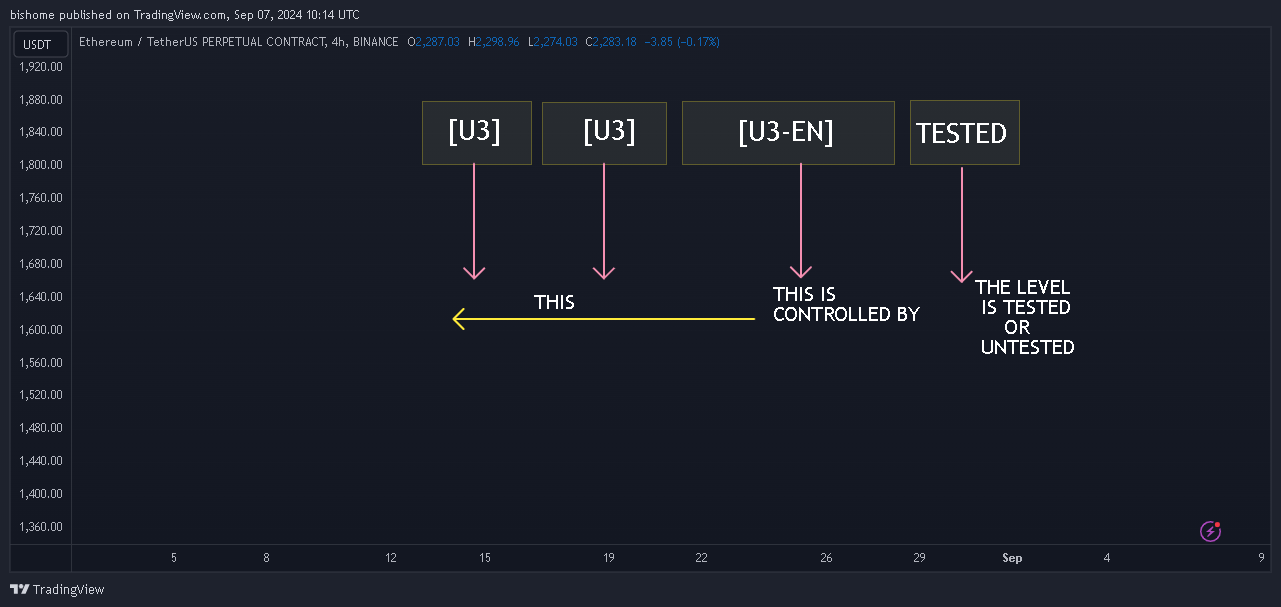 bishome published on TradingView.com, Sep 07, 2024 10:14 UTC
USDT
Ethereum / TetherUS PERPETUAL CONTRACT, 4h, BINANCE O2,287.03 H2,298.96 L2,274.03 C2,283.18 −3.85 (−0.17%)
1,920.00
1,880.00
1,840.00
1,800.00
1,760.00
1,720.00
1,680.00
1,640.00
1,600.00
1,560.00
1,520.00
1,480.00
1,440.00
1,400.00
1,360.00
[U3] [U3] [U3-EN] TESTED
THIS
THIS IS
CONTROLLED BY
THE LEVEL
IS TESTED
OR
UNTESTED
5 8 12 15 19 22 26 29 Sep 4 9
TradingView